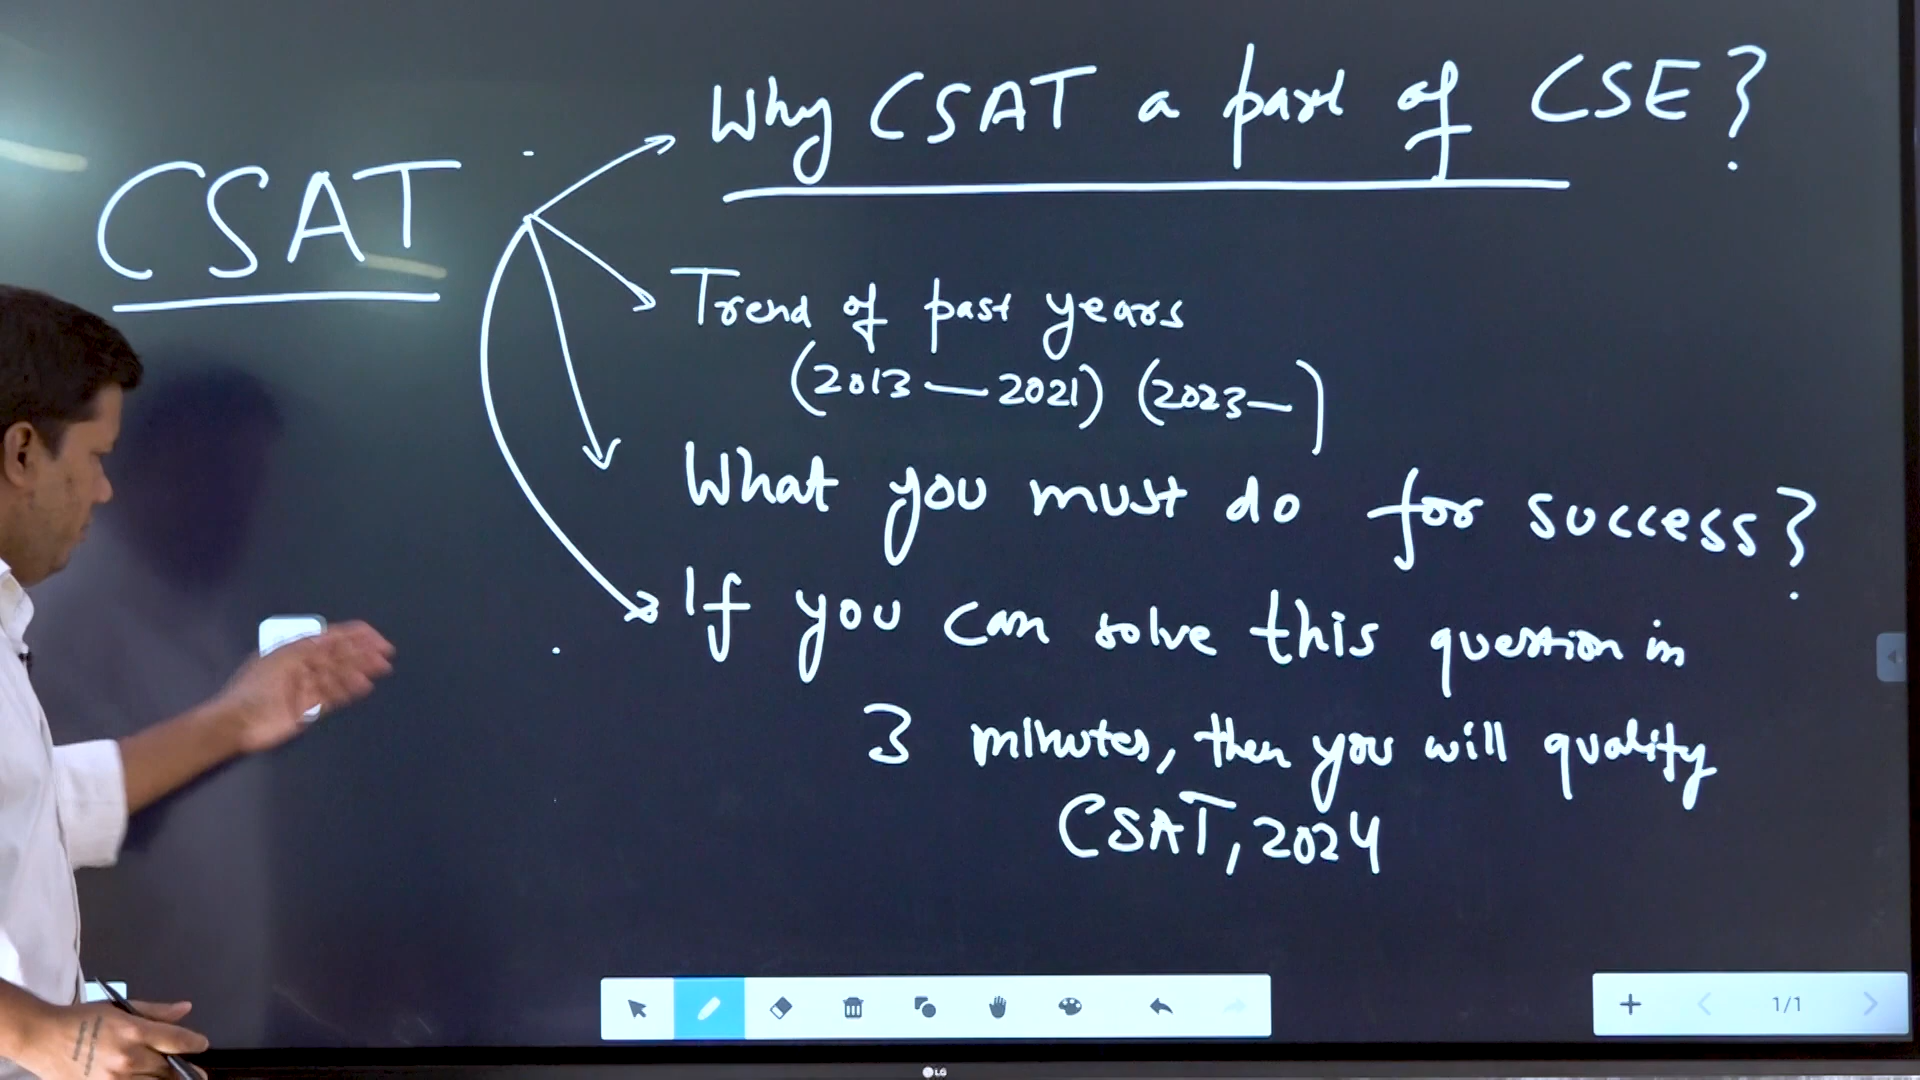 CSAT
Why CSAT a part of CSE?
Trend of past years
(2013 — 2021) (2023 — )
What you must do for success?
If you can solve this question in
3 minutes, then you will qualify
CSAT, 2024
1/1
LG